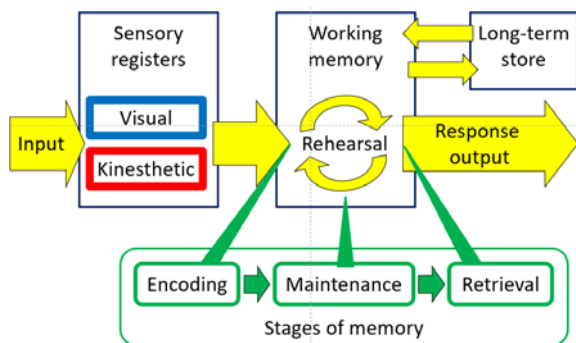 Sensory
registers
Working
memory
Long-term
store
Visual
Input
Kinesthetic
Rehearsal
Response
output
Encoding
Maintenance
Retrieval
Stages of memory